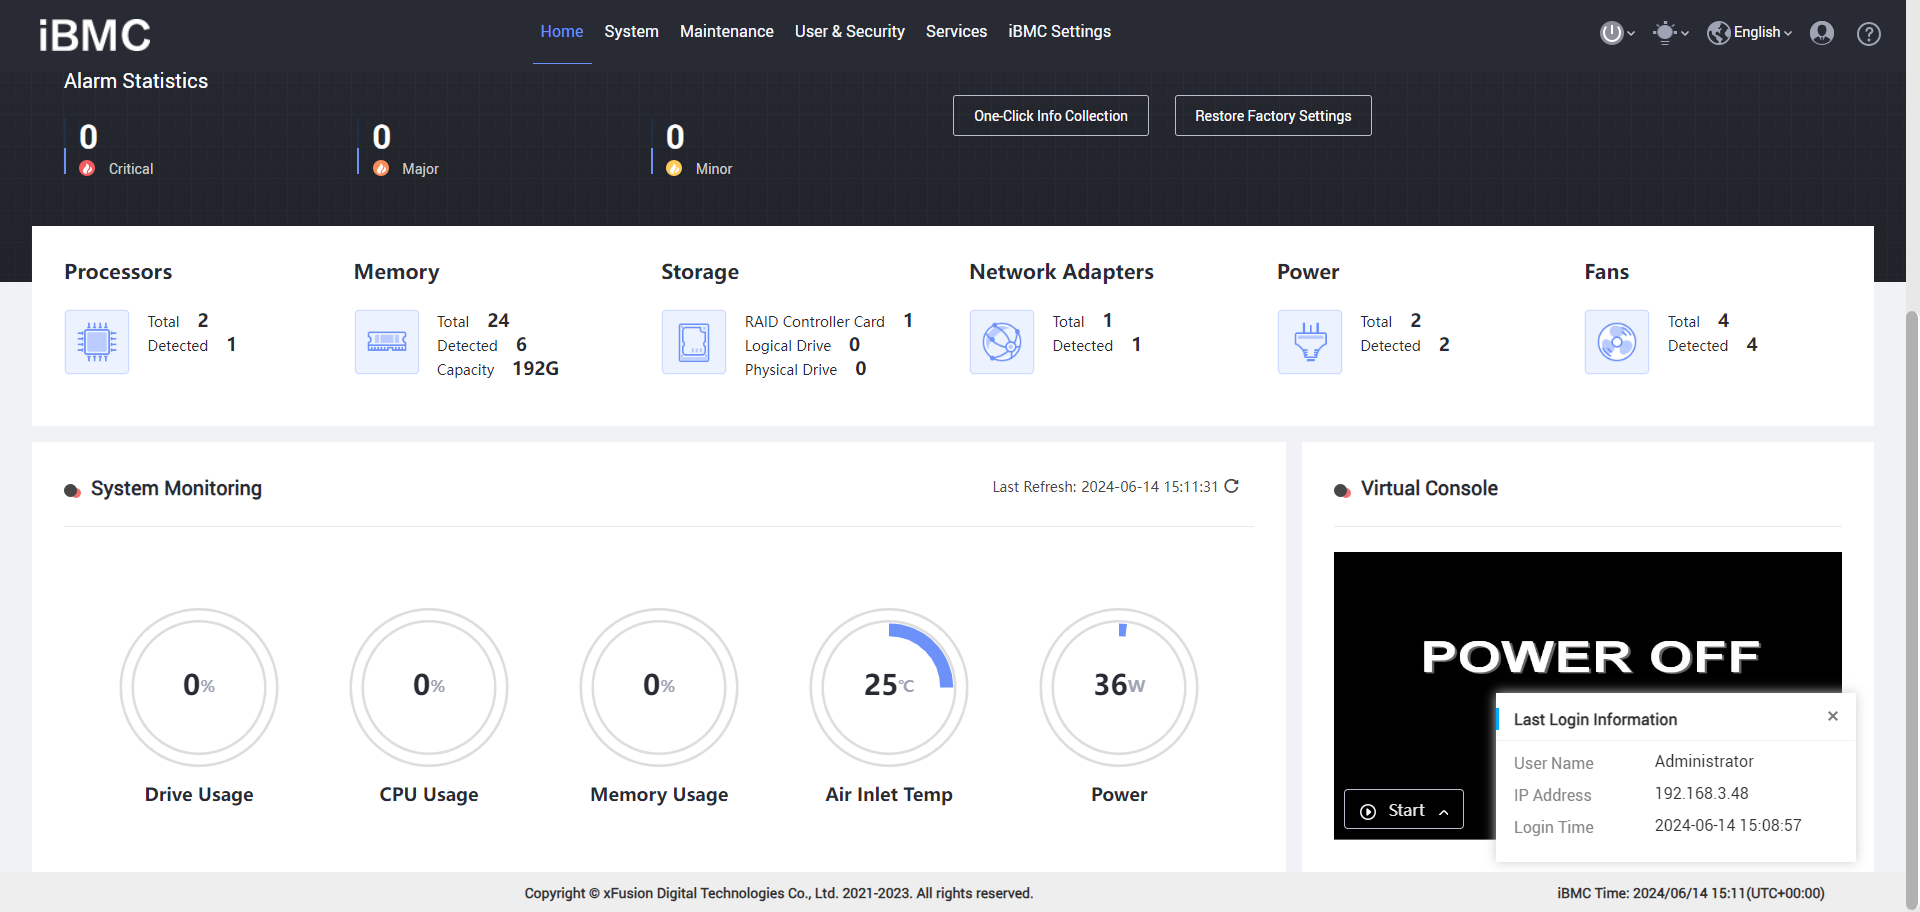 iBMC
Home System Maintenance User & Security Services iBMC Settings
English
Alarm Statistics
One-Click Info Collection Restore Factory Settings
0 0 0
Critical Major Minor
Processors
Total 2
Detected 1
Memory
Total 24
Detected 6
Capacity 192G
Storage
RAID Controller Card 1
Logical Drive 0
Physical Drive 0
Network Adapters
Total 1
Detected 1
Power
Total 2
Detected 2
Fans
Total 4
Detected 4
System Monitoring
Last Refresh: 2024-06-14 15:11:31
0%
Drive Usage
0%
CPU Usage
0%
Memory Usage
25℃
Air Inlet Temp
36W
Power
Virtual Console
POWER OFF
Start
Last Login Information
User Name Administrator
IP Address 192.168.3.48
Login Time 2024-06-14 15:08:57
Copyright © xFusion Digital Technologies Co., Ltd. 2021-2023. All rights reserved.
iBMC Time: 2024/06/14 15:11(UTC+00:00)